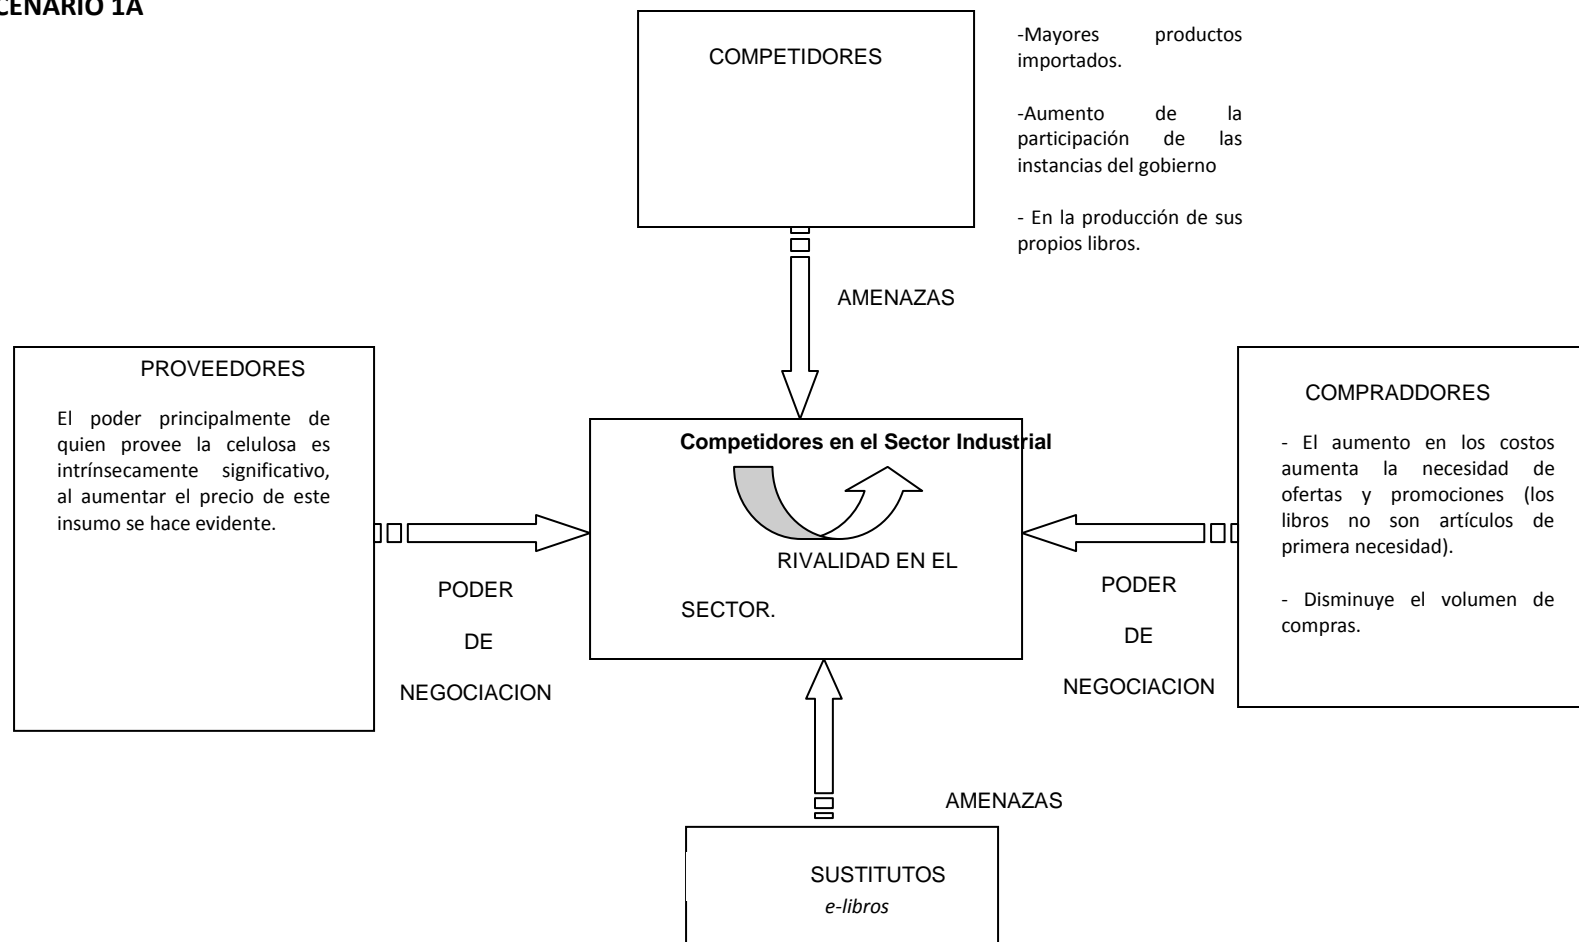 CENARIO 1A
COMPETIDORES
-Mayores productos
importados.
-Aumento de la
participación de las
instancias del gobierno
- En la producción de sus
propios libros.
AMENAZAS
PROVEEDORES
El poder principalmente de
quien provee la celulosa es
intrínsecamente significativo,
al aumentar el precio de este
insumo se hace evidente.
PODER
DE
NEGOCIACION
Competidores en el Sector Industrial
RIVALIDAD EN EL
SECTOR.
COMPRADDORES
- El aumento en los costos
aumenta la necesidad de
ofertas y promociones (los
libros no son artículos de
primera necesidad).
- Disminuye el volumen de
compras.
PODER
DE
NEGOCIACION
AMENAZAS
SUSTITUTOS
e-libros